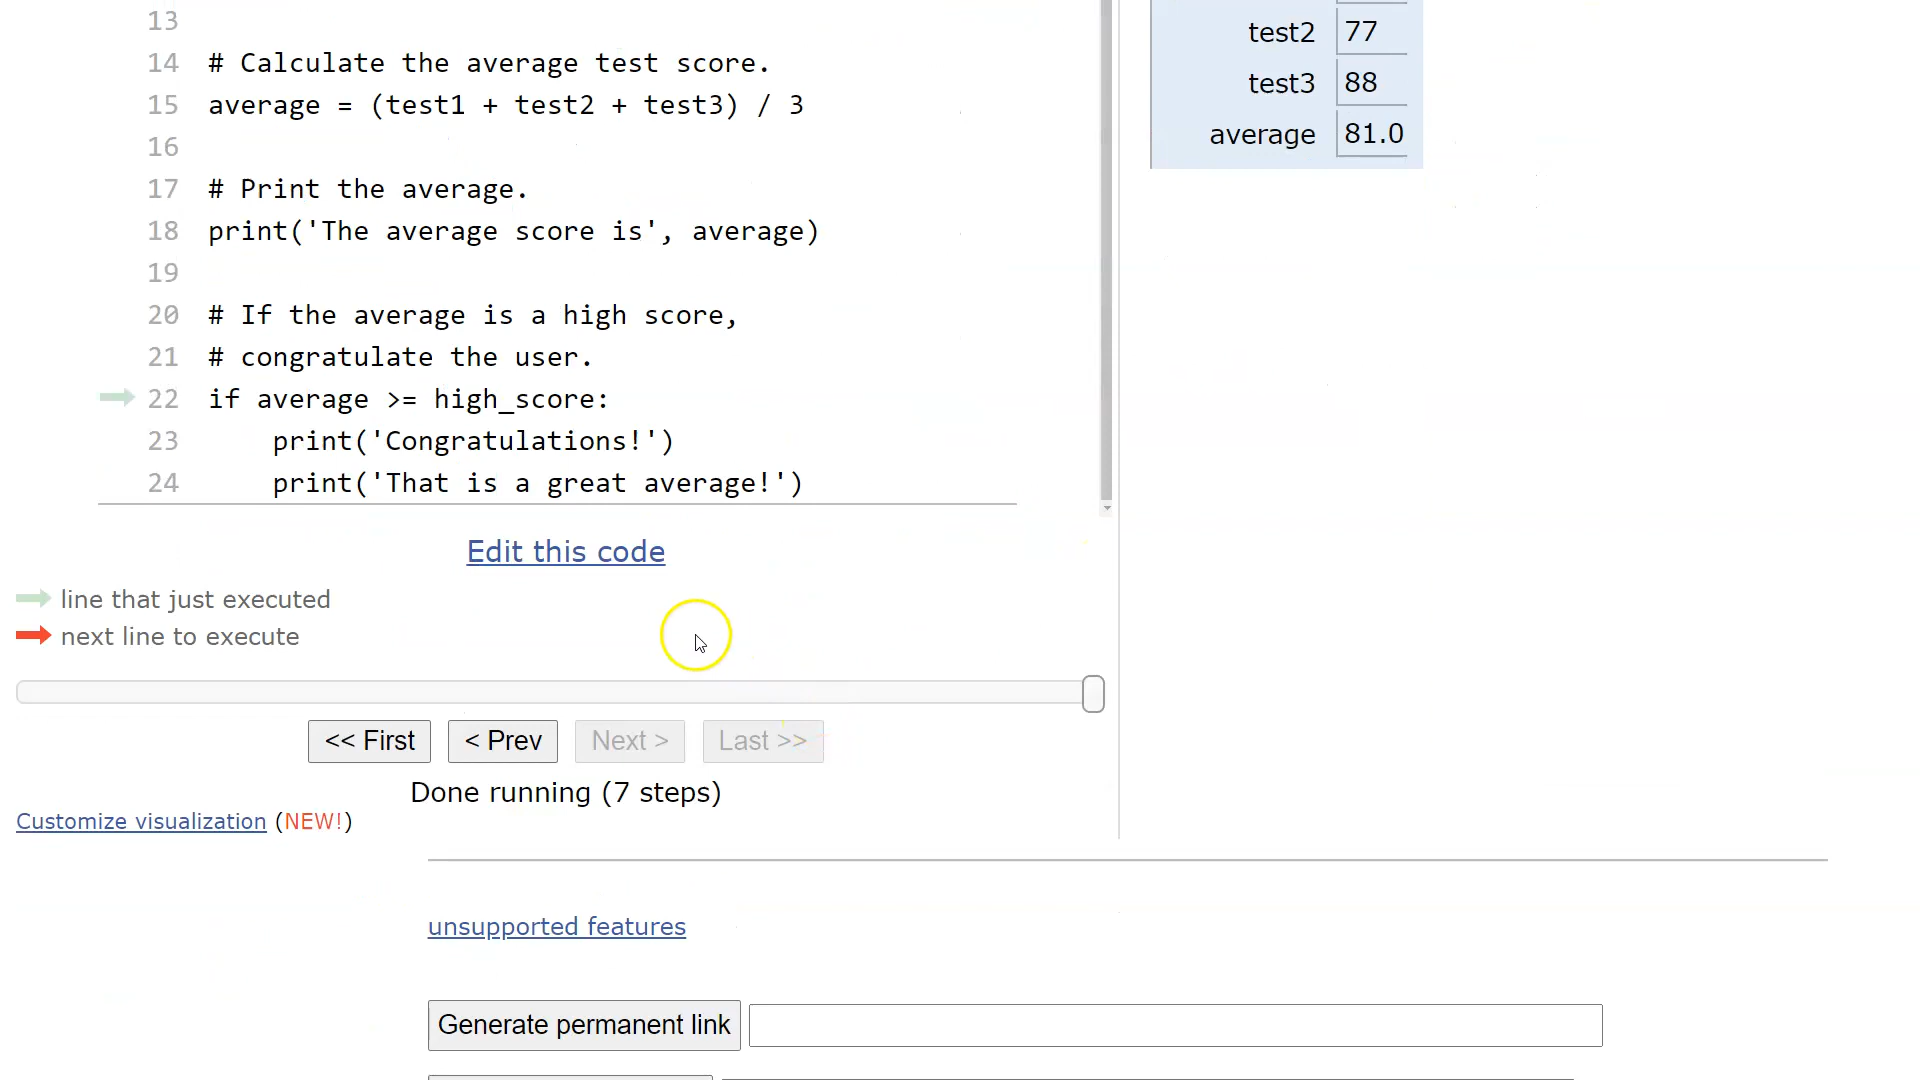 13
14 # Calculate the average test score.
15 average = (test1 + test2 + test3) / 3
16
17 # Print the average.
18 print('The average score is', average)
19
20 # If the average is a high score,
21 # congratulate the user.
22 if average >= high_score:
23     print('Congratulations!')
24     print('That is a great average!')
Edit this code
line that just executed
next line to execute
<< First < Prev Next > Last >>
Done running (7 steps)
Customize visualization (NEW!)
test2 77
test3 88
average 81.0
unsupported features
Generate permanent link